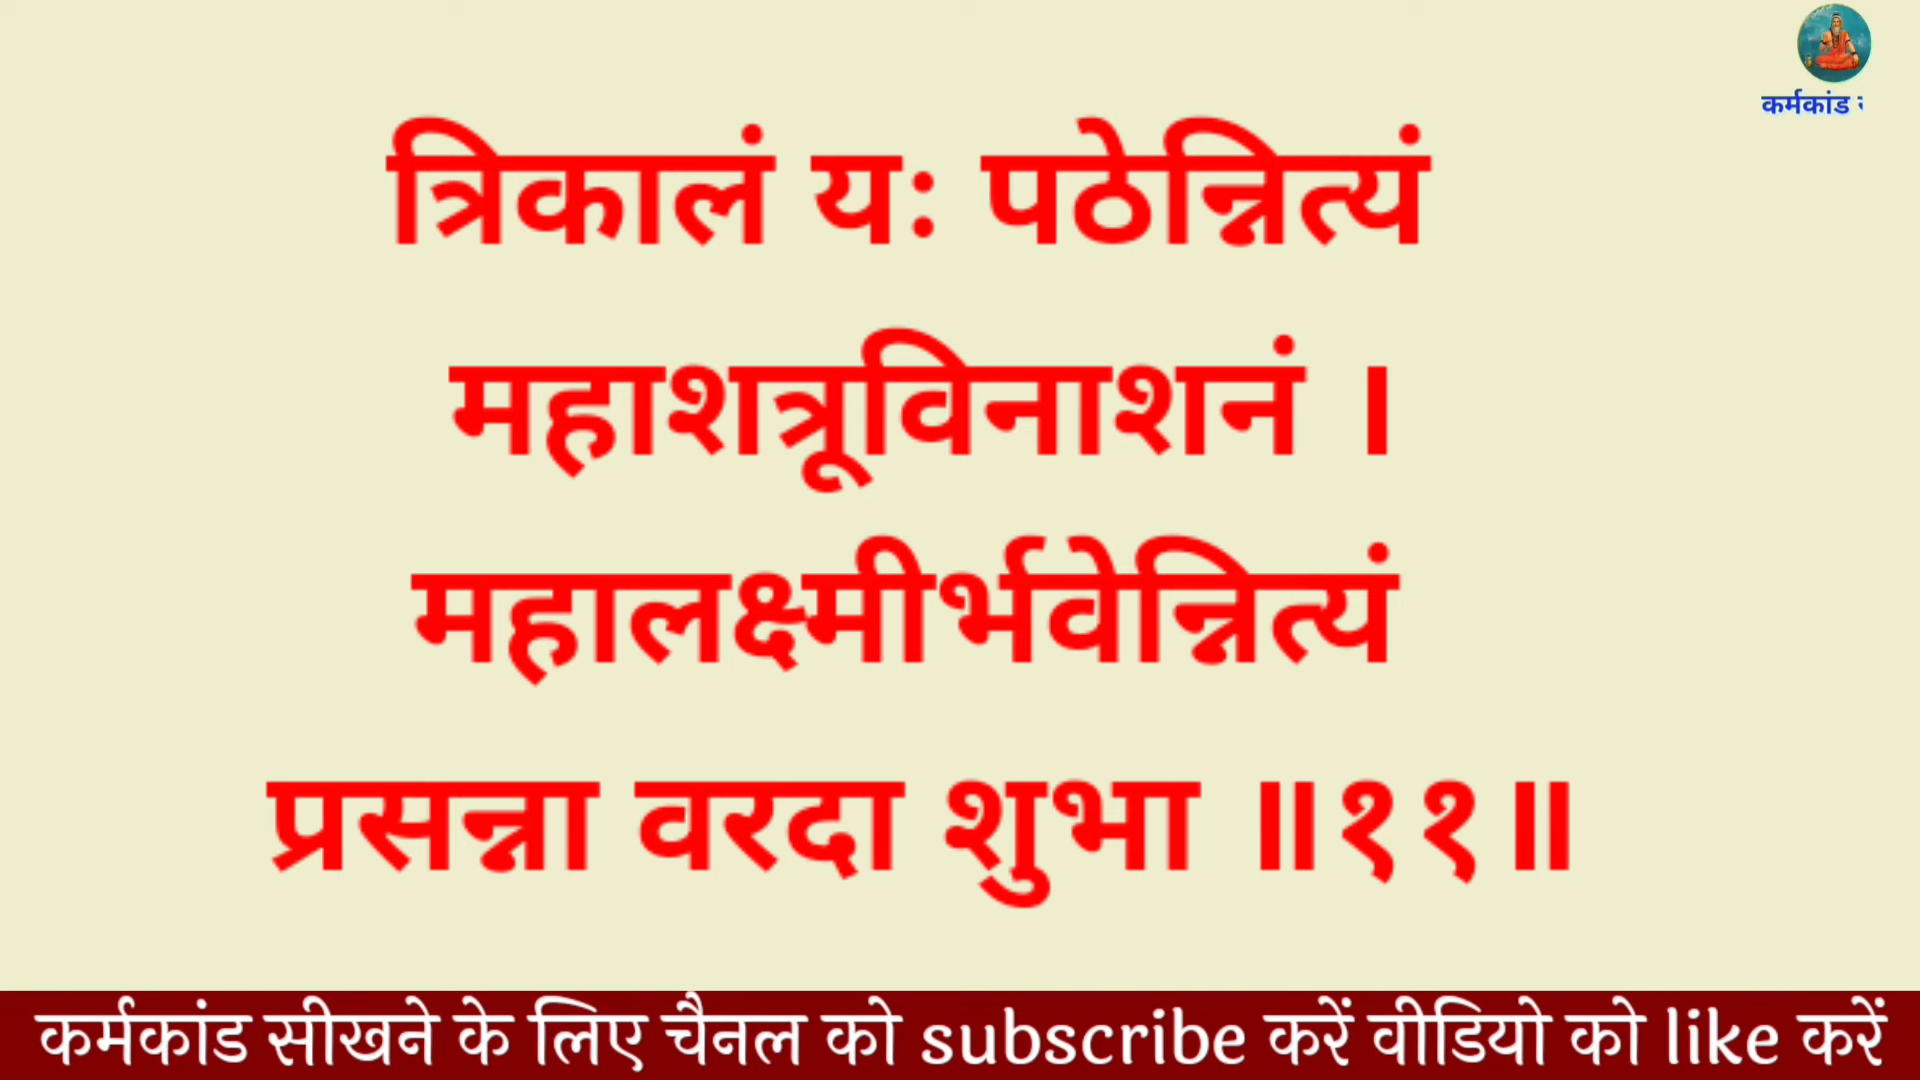 कर्मकांड
त्रिकालं यः पठेन्नित्यं
महाशत्रूविनाशनं ।
महालक्ष्मीर्भवेन्नित्यं
प्रसन्ना वरदा शुभा ॥११॥
कर्मकांड सीखने के लिए चैनल को subscribe करें वीडियो को like करें